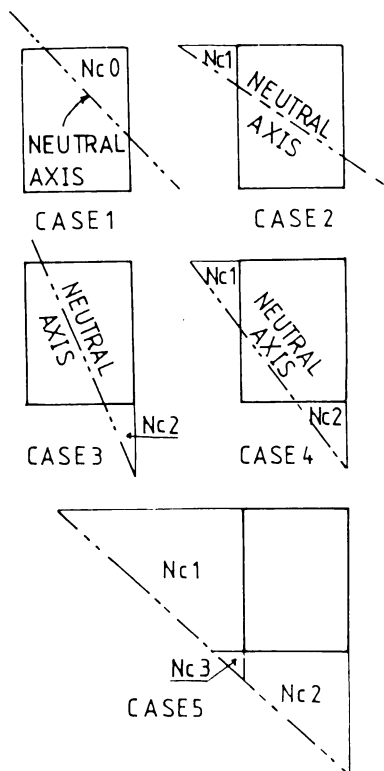 Nc0
NEUTRAL
AXIS
CASE1
Nc1
NEUTRAL
AXIS
CASE2
NEUTRAL
AXIS
Nc2
CASE3
Nc1
NEUTRAL
AXIS
Nc2
CASE4
Nc1
Nc3
Nc2
CASE5